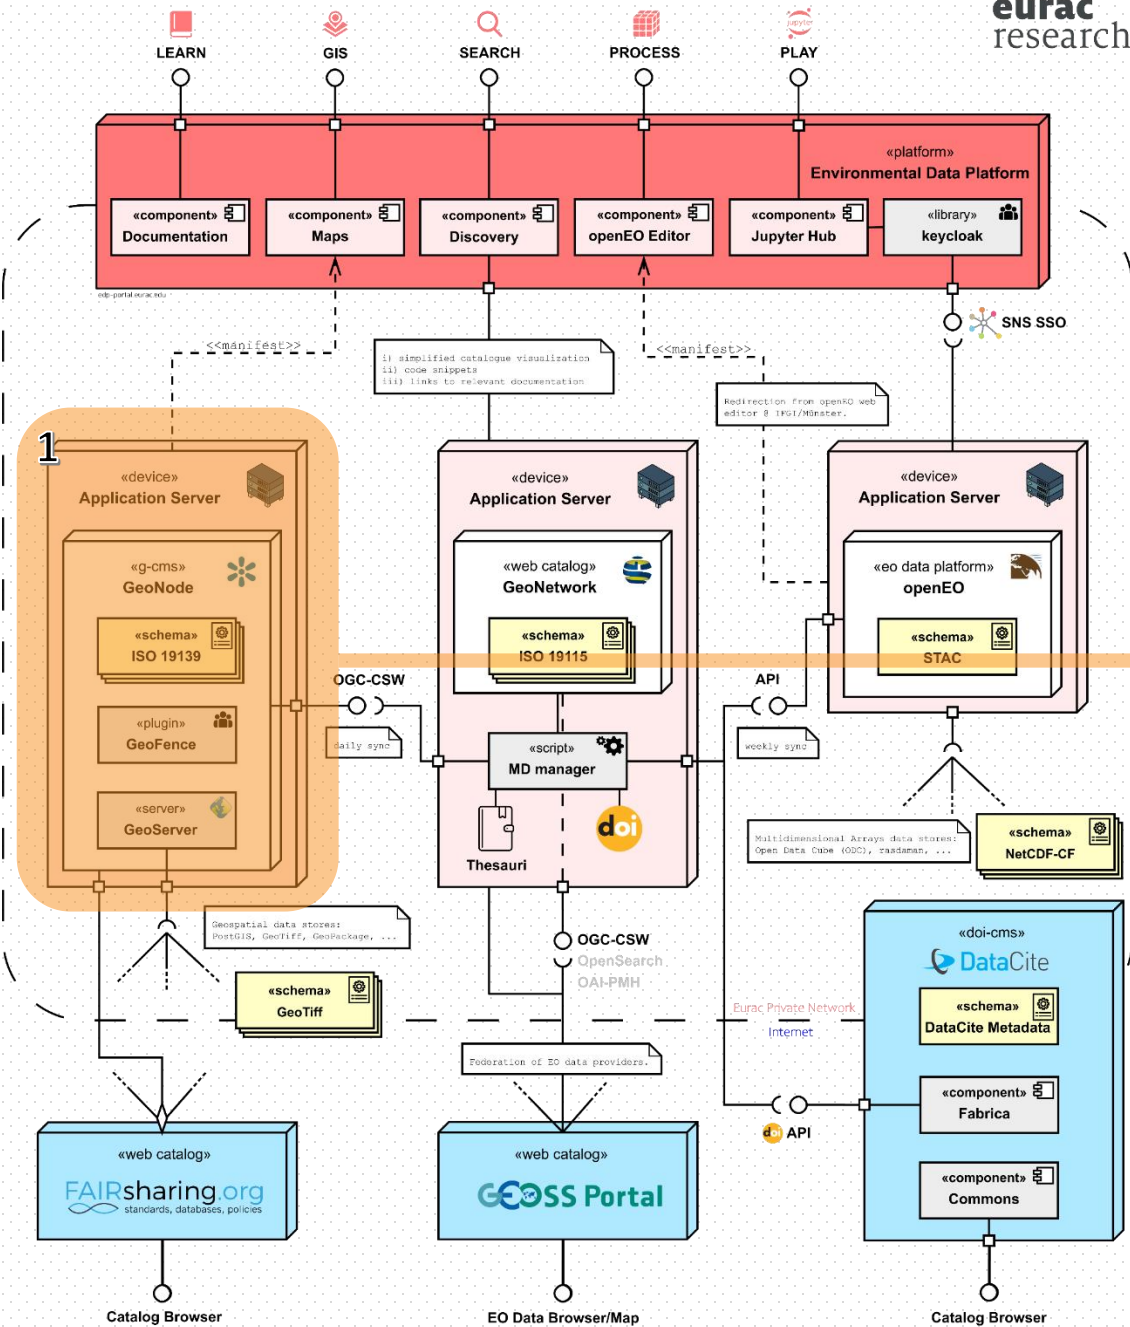 eurac
research
LEARN
GIS
SEARCH
PROCESS
jupyter
PLAY
«platform»
Environmental Data Platform
«component»
Documentation
«component»
Maps
«component»
Discovery
«component»
openEO Editor
«component»
Jupyter Hub
«library»
keycloak
edp-portal.eurac.edu
SNS SSO
<<manifest>>
<<manifest>>
i) simplified catalogue visualization
ii) code snippets
iii) links to relevant documentation
Redirection from openEO web
editor @ IFGI/Münster.
1
«device»
Application Server
«g-cms»
GeoNode
«schema»
ISO 19139
«plugin»
GeoFence
«server»
GeoServer
«device»
Application Server
«web catalog»
GeoNetwork
«schema»
ISO 19115
«script»
MD manager
Thesauri
doi
«device»
Application Server
«eo data platform»
openEO
«schema»
STAC
OGC-CSW
daily sync
API
weekly sync
Multidimensional Arrays data stores:
Open Data Cube (ODC), rasdaman, ...
«schema»
NetCDF-CF
Geospatial data stores:
PostGIS, GeoTiff, GeoPackage, ...
«schema»
GeoTiff
OGC-CSW
OpenSearch
OAI-PMH
Eurac Private Network
Internet
Federation of EO data providers.
«doi-cms»
DataCite
«schema»
DataCite Metadata
«component»
Fabrica
«component»
Commons
doi API
«web catalog»
FAIRsharing.org
standards, databases, policies
«web catalog»
GEOSS Portal
Catalog Browser
EO Data Browser/Map
Catalog Browser